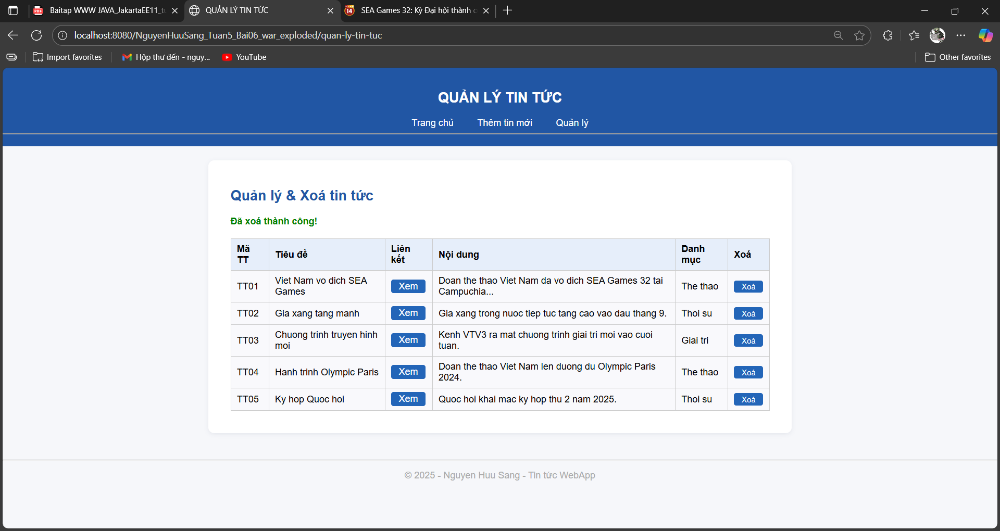 Baitap WWW JAVA_JakartaEE11_t
QUẢN LÝ TIN TỨC
SEA Games 32: Kỳ Đại hội thành c
localhost:8080/NguyenHuuSang_Tuan5_Bai06_war_exploded/quan-ly-tin-tuc
Import favorites
Hộp thư đến - nguy...
YouTube
Other favorites
QUẢN LÝ TIN TỨC
Trang chủ Thêm tin mới Quản lý
Quản lý & Xoá tin tức
Đã xoá thành công!
Mã TT Tiêu đề Liên kết Nội dung Danh mục Xoá
TT01 Viet Nam vo dich SEA Games Xem Doan the thao Viet Nam da vo dich SEA Games 32 tai Campuchia... The thao Xoá
TT02 Gia xang tang manh Xem Gia xang trong nuoc tiep tuc tang cao vao dau thang 9. Thoi su Xoá
TT03 Chuong trinh truyen hinh moi Xem Kenh VTV3 ra mat chuong trinh giai tri moi vao cuoi tuan. Giai tri Xoá
TT04 Hanh trinh Olympic Paris Xem Doan the thao Viet Nam len duong du Olympic Paris 2024. The thao Xoá
TT05 Ky hop Quoc hoi Xem Quoc hoi khai mac ky hop thu 2 nam 2025. Thoi su Xoá
© 2025 - Nguyen Huu Sang - Tin tức WebApp